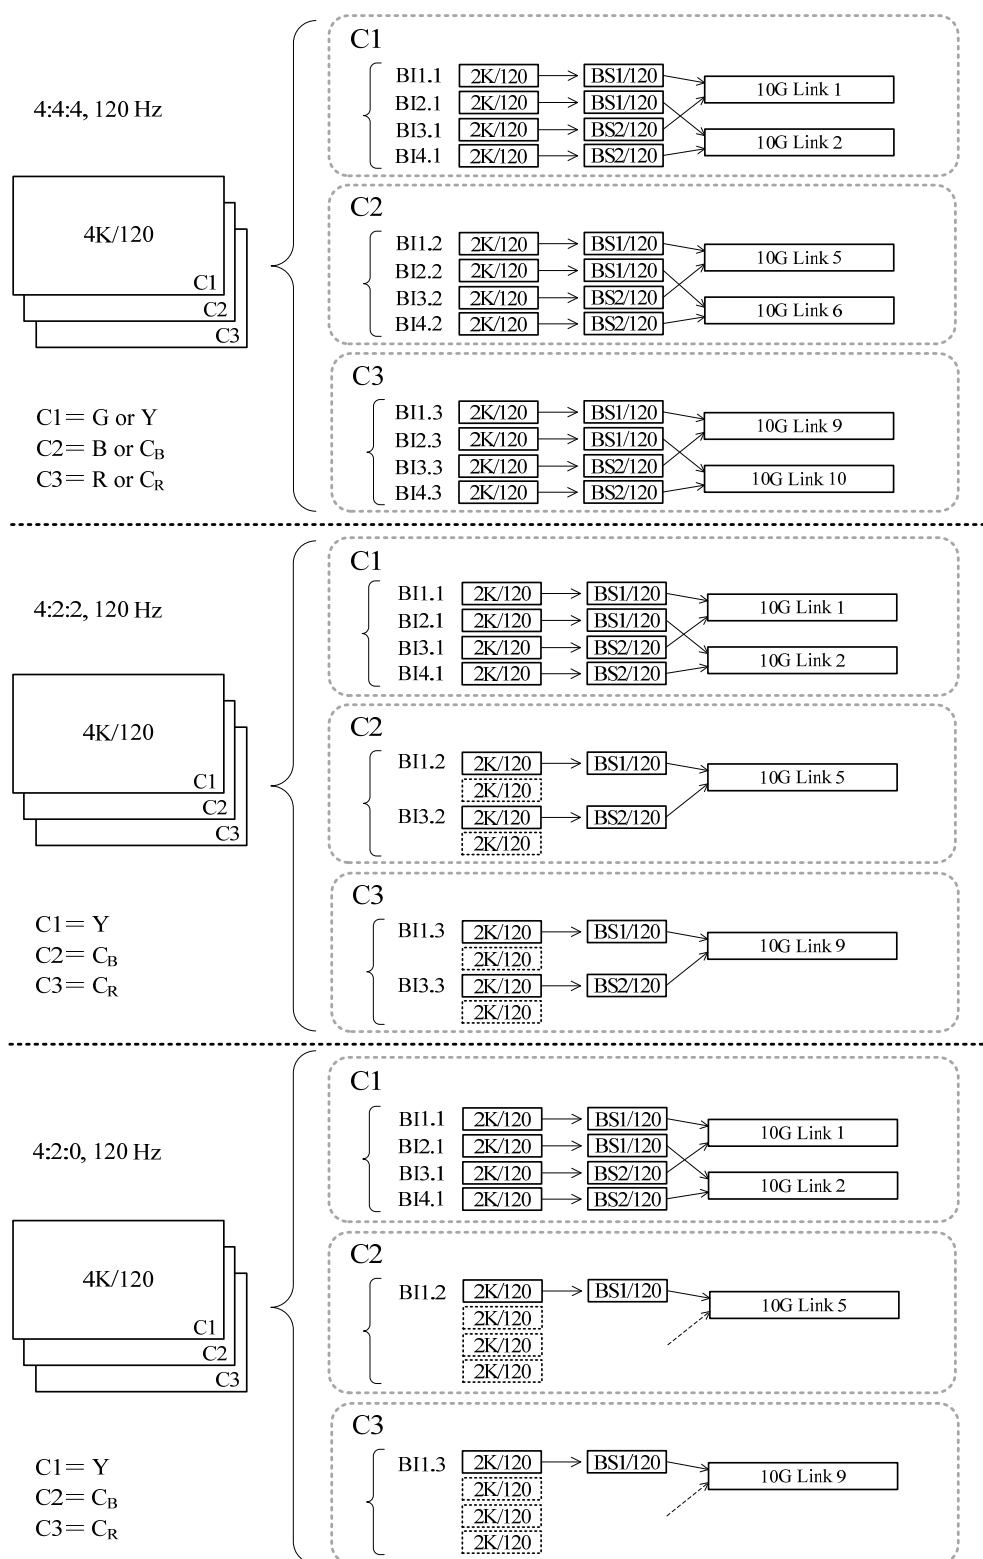 4:4:4, 120 Hz
4K/120
C1
C2
C3
C1= G or Y
C2= B or CB
C3= R or CR
C1
BI1.1 2K/120 BS1/120 10G Link 1
BI2.1 2K/120 BS1/120
BI3.1 2K/120 BS2/120 10G Link 2
BI4.1 2K/120 BS2/120
C2
BI1.2 2K/120 BS1/120 10G Link 5
BI2.2 2K/120 BS1/120
BI3.2 2K/120 BS2/120 10G Link 6
BI4.2 2K/120 BS2/120
C3
BI1.3 2K/120 BS1/120 10G Link 9
BI2.3 2K/120 BS1/120
BI3.3 2K/120 BS2/120 10G Link 10
BI4.3 2K/120 BS2/120
4:2:2, 120 Hz
4K/120
C1
C2
C3
C1= Y
C2= CB
C3= CR
C1
BI1.1 2K/120 BS1/120 10G Link 1
BI2.1 2K/120 BS1/120
BI3.1 2K/120 BS2/120 10G Link 2
BI4.1 2K/120 BS2/120
C2
BI1.2 2K/120 BS1/120 10G Link 5
2K/120
BI3.2 2K/120 BS2/120
2K/120
C3
BI1.3 2K/120 BS1/120 10G Link 9
2K/120
BI3.3 2K/120 BS2/120
2K/120
4:2:0, 120 Hz
4K/120
C1
C2
C3
C1= Y
C2= CB
C3= CR
C1
BI1.1 2K/120 BS1/120 10G Link 1
BI2.1 2K/120 BS1/120
BI3.1 2K/120 BS2/120 10G Link 2
BI4.1 2K/120 BS2/120
C2
BI1.2 2K/120 BS1/120 10G Link 5
2K/120
2K/120
2K/120
C3
BI1.3 2K/120 BS1/120 10G Link 9
2K/120
2K/120
2K/120